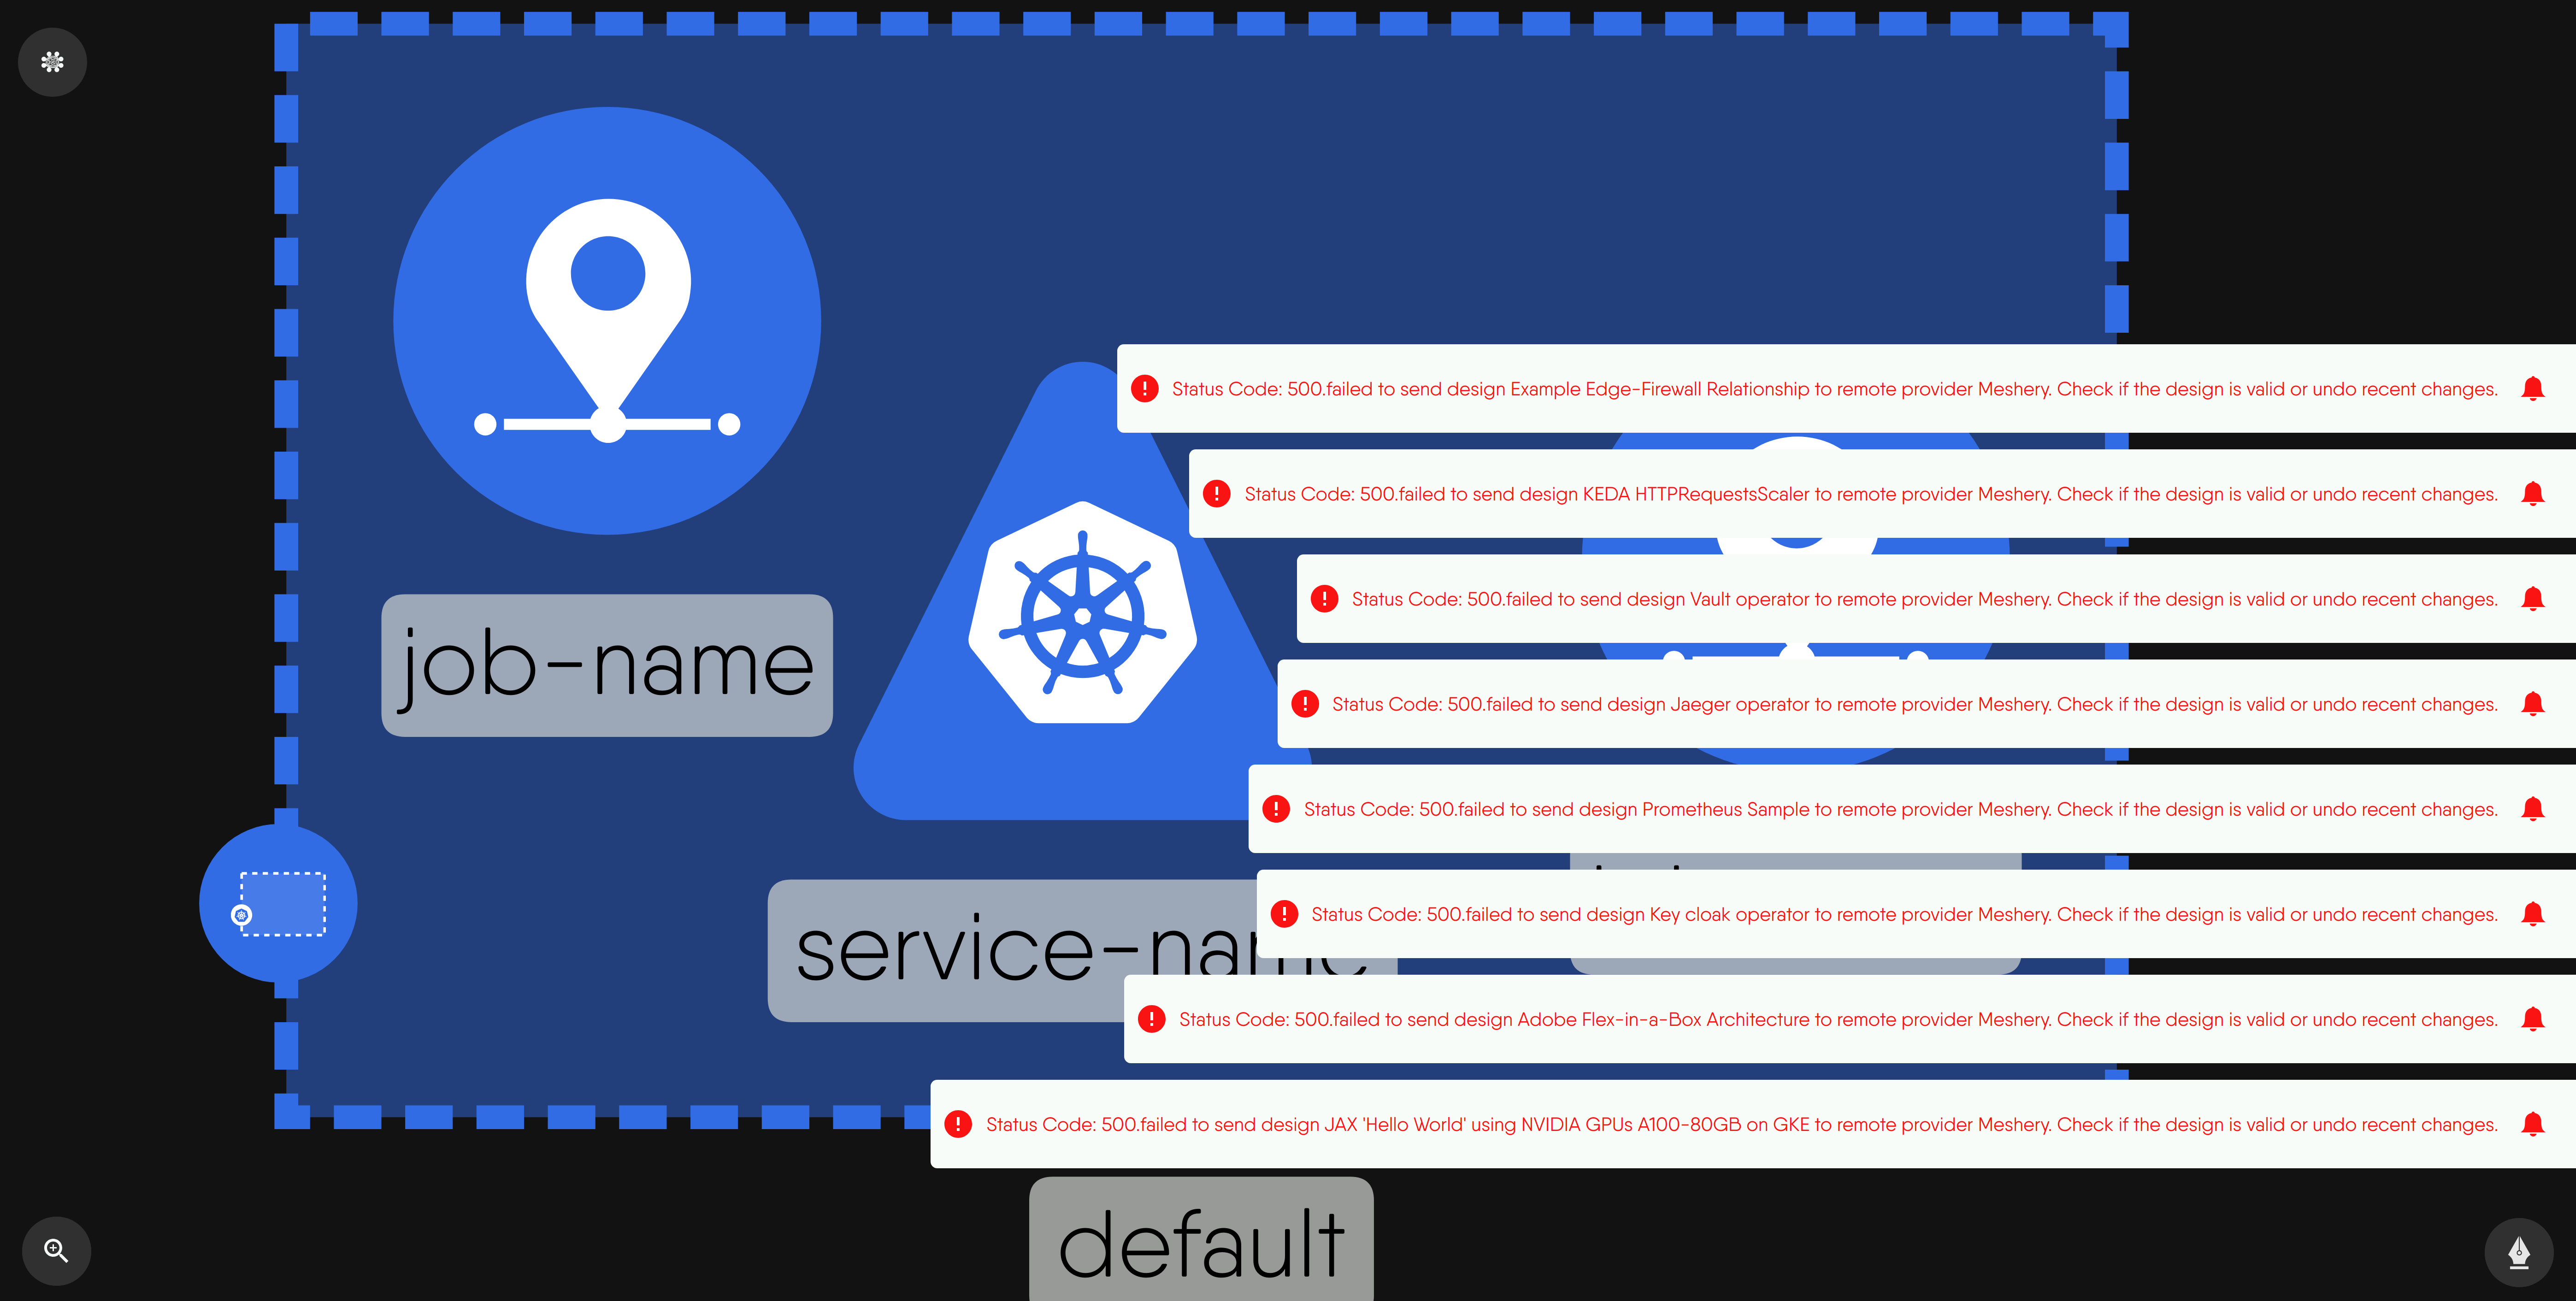 job-name
Status Code: 500.failed to send design Example Edge-Firewall Relationship to remote provider Meshery. Check if the design is valid or undo recent changes.
Status Code: 500.failed to send design KEDA HTTPRequestsScaler to remote provider Meshery. Check if the design is valid or undo recent changes.
Status Code: 500.failed to send design Vault operator to remote provider Meshery. Check if the design is valid or undo recent changes.
Status Code: 500.failed to send design Jaeger operator to remote provider Meshery. Check if the design is valid or undo recent changes.
Status Code: 500.failed to send design Prometheus Sample to remote provider Meshery. Check if the design is valid or undo recent changes.
Status Code: 500.failed to send design Key cloak operator to remote provider Meshery. Check if the design is valid or undo recent changes.
service-name
Status Code: 500.failed to send design Adobe Flex-in-a-Box Architecture to remote provider Meshery. Check if the design is valid or undo recent changes.
Status Code: 500.failed to send design JAX 'Hello World' using NVIDIA GPUs A100-80GB on GKE to remote provider Meshery. Check if the design is valid or undo recent changes.
default